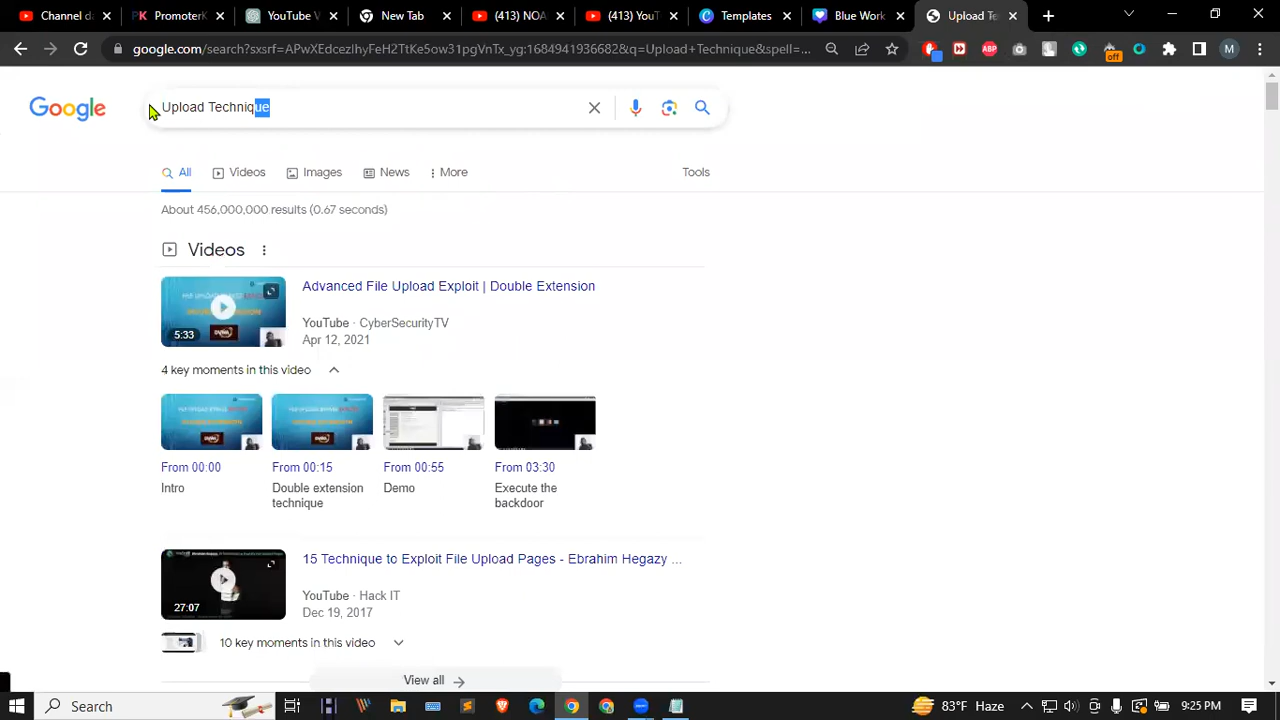 Channel da
PromoterK
YouTube V
New Tab
(413) NOA
(413) YouT
Templates
Blue Work
Upload Te
google.com/search?sxsrf=APwXEdcezIhyFeH2TtKe5ow31pgVnTx_yg:1684941936682&q=Upload+Technique&spell=...
ABP
off
M
Google
Upload Technique
All
Videos
Images
News
More
Tools
About 456,000,000 results (0.67 seconds)
Videos
Advanced File Upload Exploit | Double Extension
5:33
YouTube · CyberSecurityTV
Apr 12, 2021
4 key moments in this video
From 00:00
From 00:15
From 00:55
From 03:30
Intro
Double extension
technique
Demo
Execute the
backdoor
15 Technique to Exploit File Upload Pages - Ebrahim Hegazy ...
27:07
YouTube · Hack IT
Dec 19, 2017
10 key moments in this video
View all
Search
83°F Haze
9:25 PM